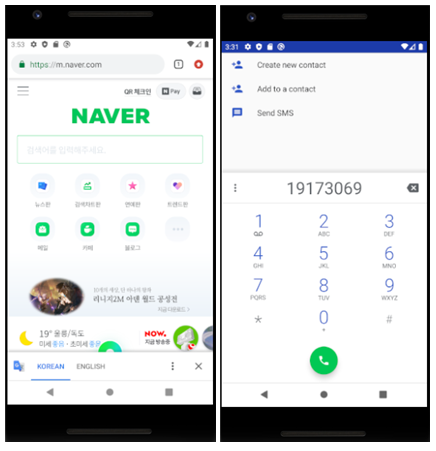 3:53
https://m.naver.com
1
QR 체크인
N Pay
NAVER
검색어를 입력해주세요.
뉴스판
검색차트판
연예판
트렌드판
메일
카페
블로그
리니지2M 아덴 월드 공성전
19° 울릉/독도
미세 좋음 · 초미세 좋음
NOW.
지금 방송중
KOREAN
ENGLISH
3:31
Create new contact
Add to a contact
Send SMS
19173069
1
2
ABC
3
DEF
4
GHI
5
JKL
6
MNO
7
PQRS
8
TUV
9
WXYZ
*
0
+
#